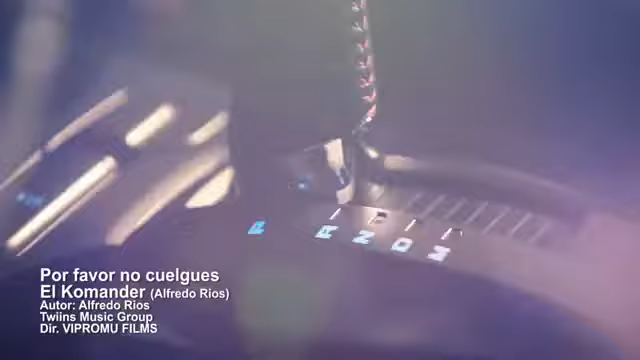 P R N D M
Por favor no cuelgues
El Komander (Alfredo Rios)
Autor: Alfredo Rios
Twiins Music Group
Dir. VIPROMU FILMS